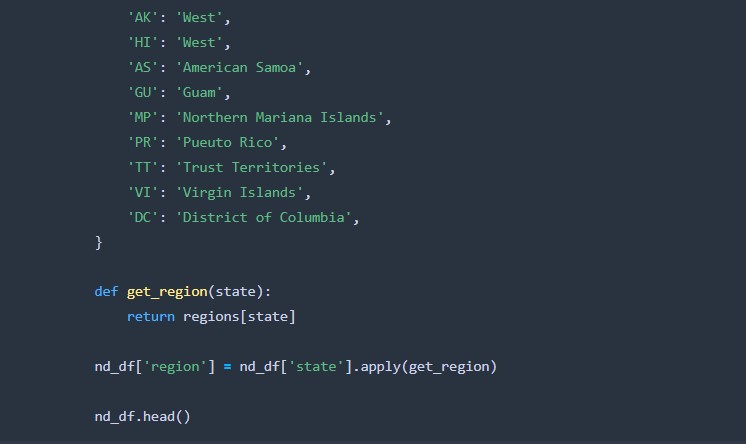 'AK': 'West',
'HI': 'West',
'AS': 'American Samoa',
'GU': 'Guam',
'MP': 'Northern Mariana Islands',
'PR': 'Pueuto Rico',
'TT': 'Trust Territories',
'VI': 'Virgin Islands',
'DC': 'District of Columbia',
}
def get_region(state):
return regions[state]
nd_df['region'] = nd_df['state'].apply(get_region)
nd_df.head()